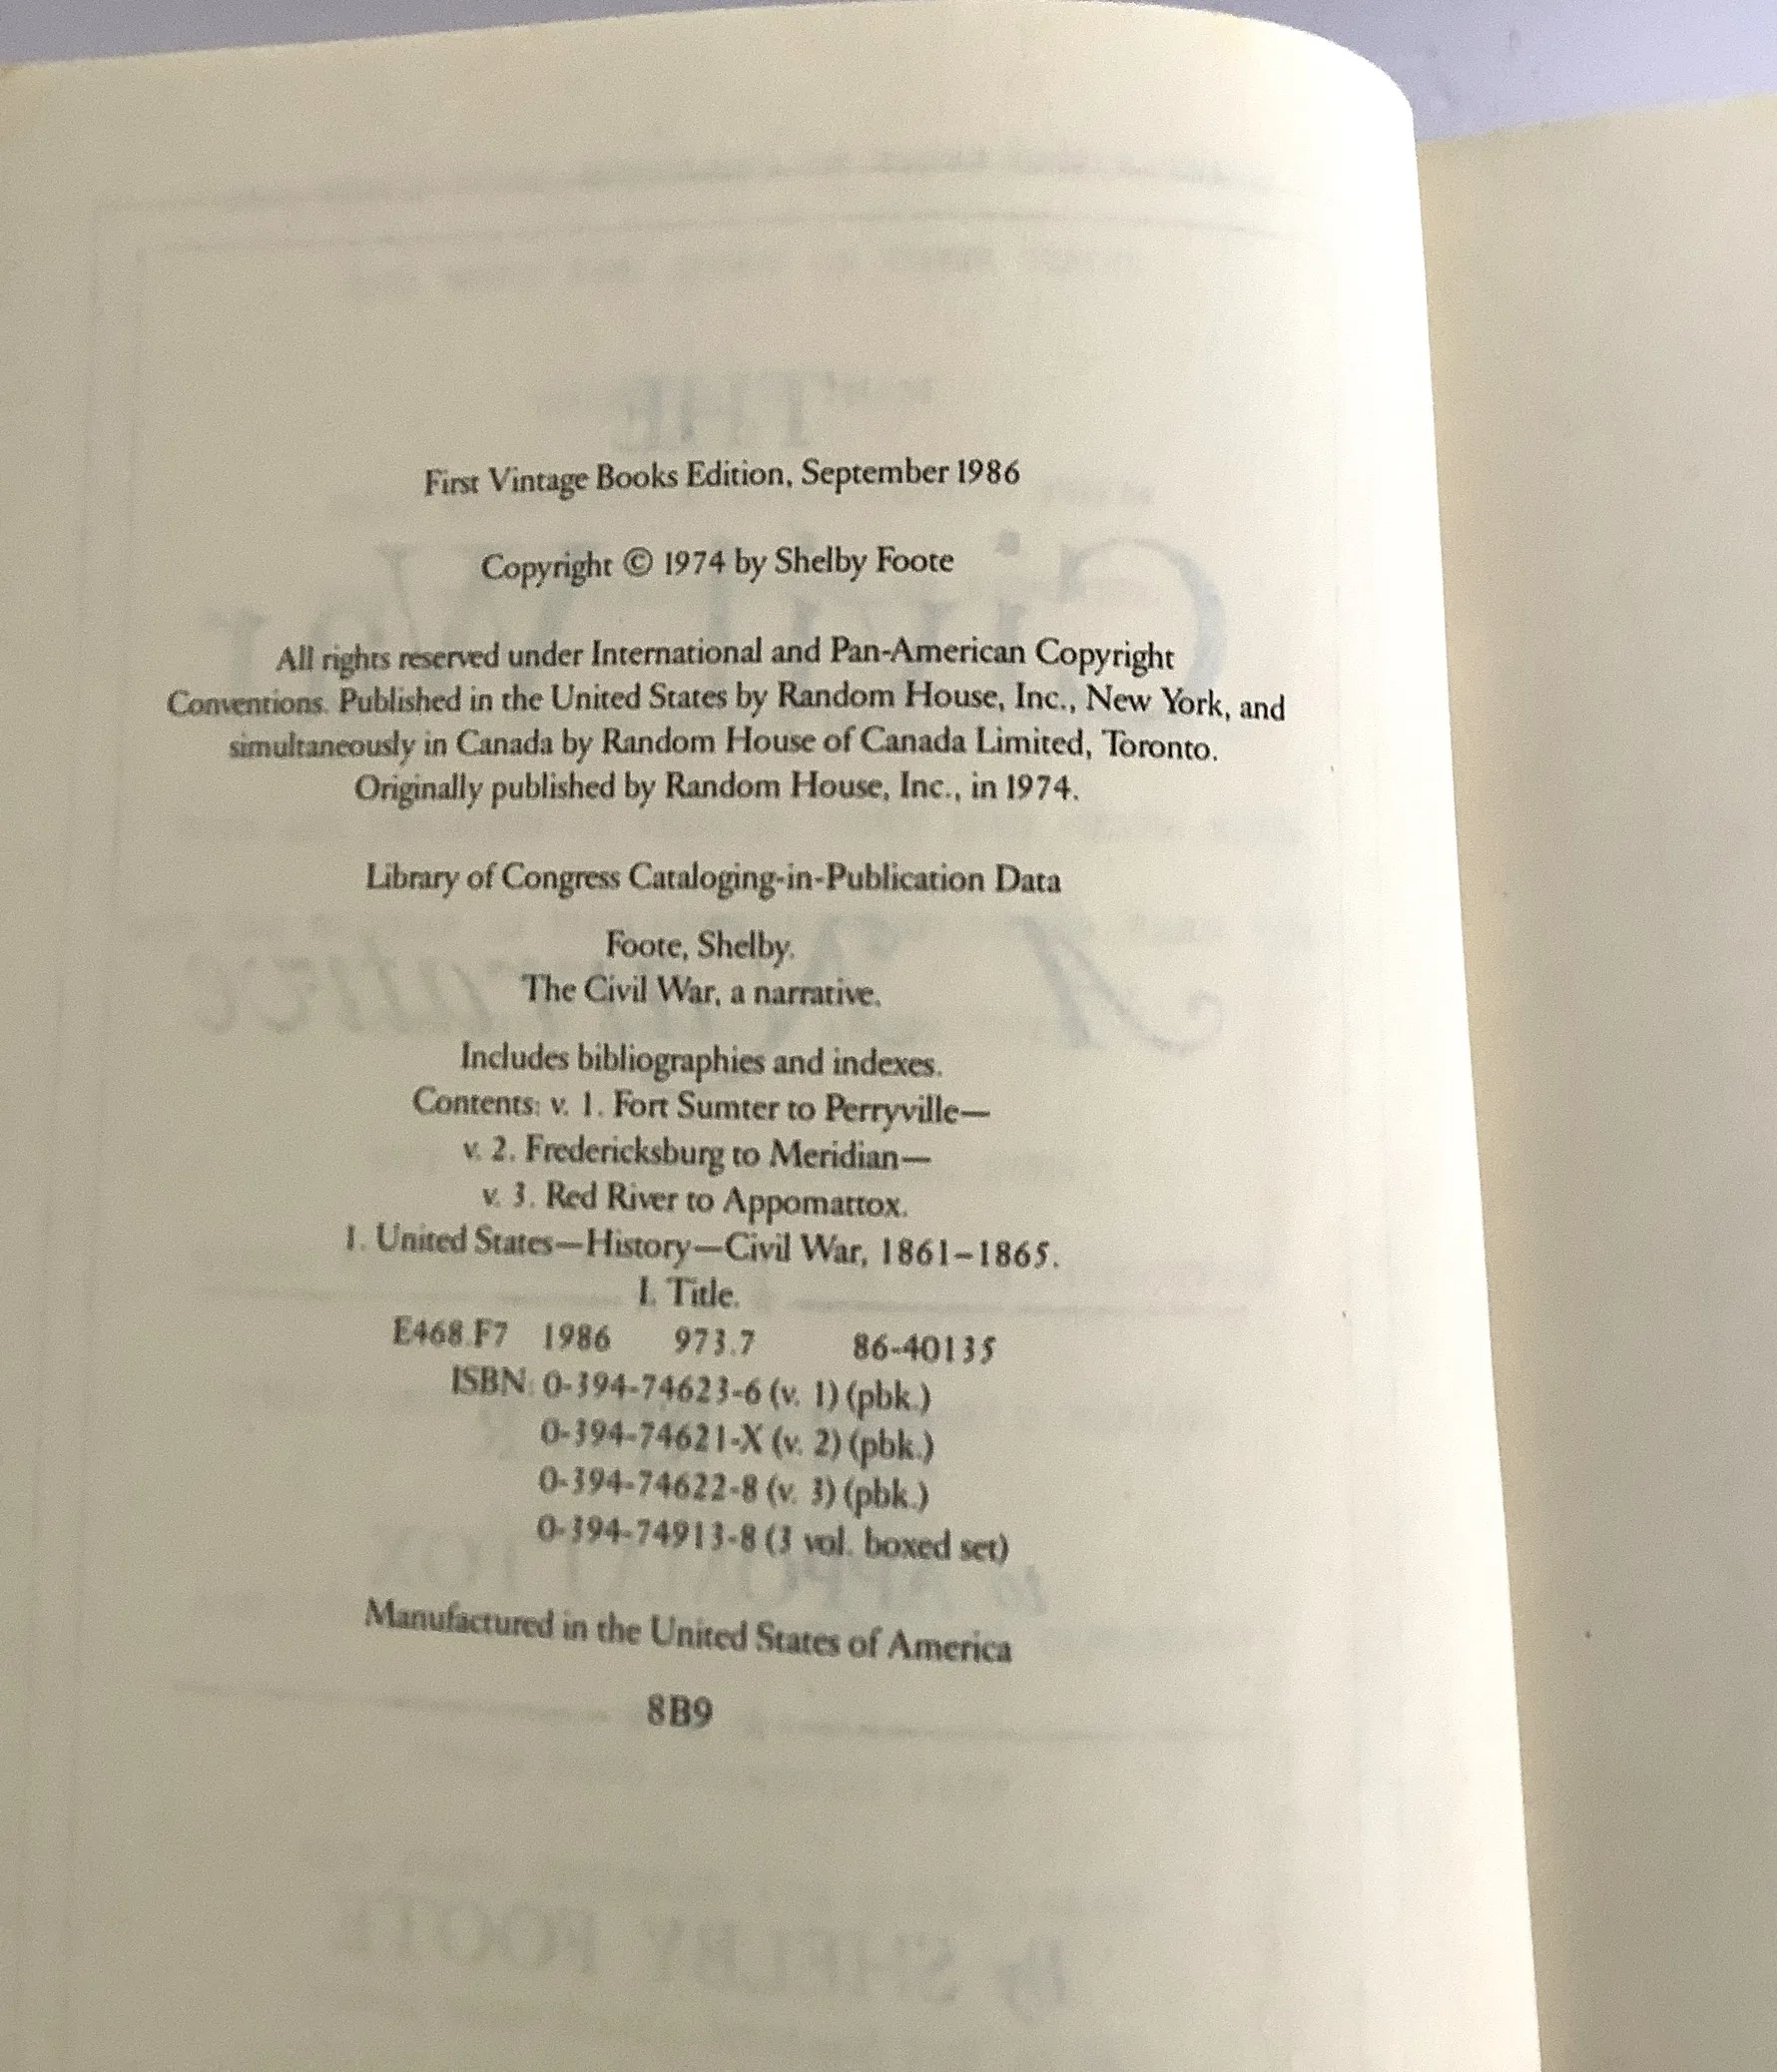 First Vintage Books Edition, September 1986
Copyright © 1974 by Shelby Foote
All rights reserved under International and Pan-American Copyright
Conventions. Published in the United States by Random House, Inc., New York, and
simultaneously in Canada by Random House of Canada Limited, Toronto.
Originally published by Random House, Inc., in 1974.
Library of Congress Cataloging-in-Publication Data
Foote, Shelby.
The Civil War, a narrative.
Includes bibliographies and indexes.
Contents: v. 1. Fort Sumter to Perryville—
v. 2. Fredericksburg to Meridian—
v. 3. Red River to Appomattox.
1. United States—History—Civil War, 1861–1865.
I. Title.
E468.F7 1986 973.7 86-40135
ISBN: 0-394-74623-6 (v. 1) (pbk.)
0-394-74621-X (v. 2) (pbk.)
0-394-74622-8 (v. 3) (pbk.)
0-394-74913-8 (3 vol. boxed set)
Manufactured in the United States of America
8B9